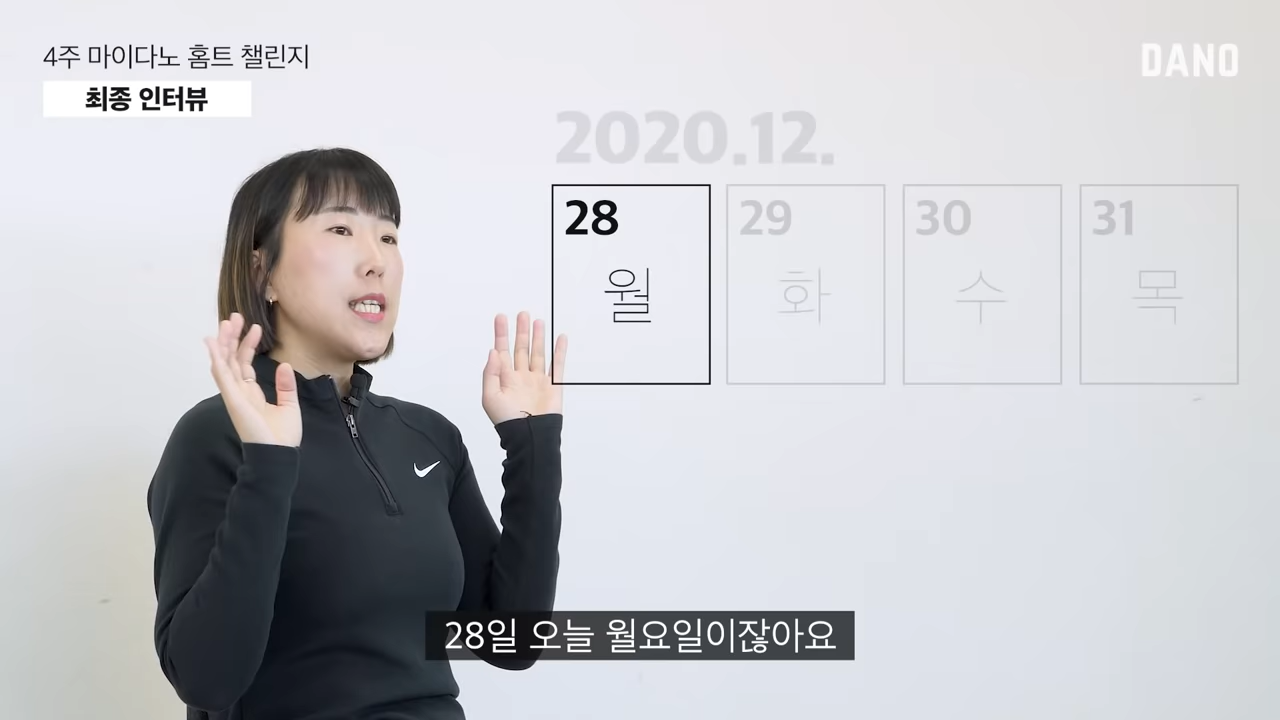 4주 마이다노 홈트 챌린지
최종 인터뷰
DANO
2020.12.
28 29 30 31
월 화 수 목
28일 오늘 월요일이잖아요